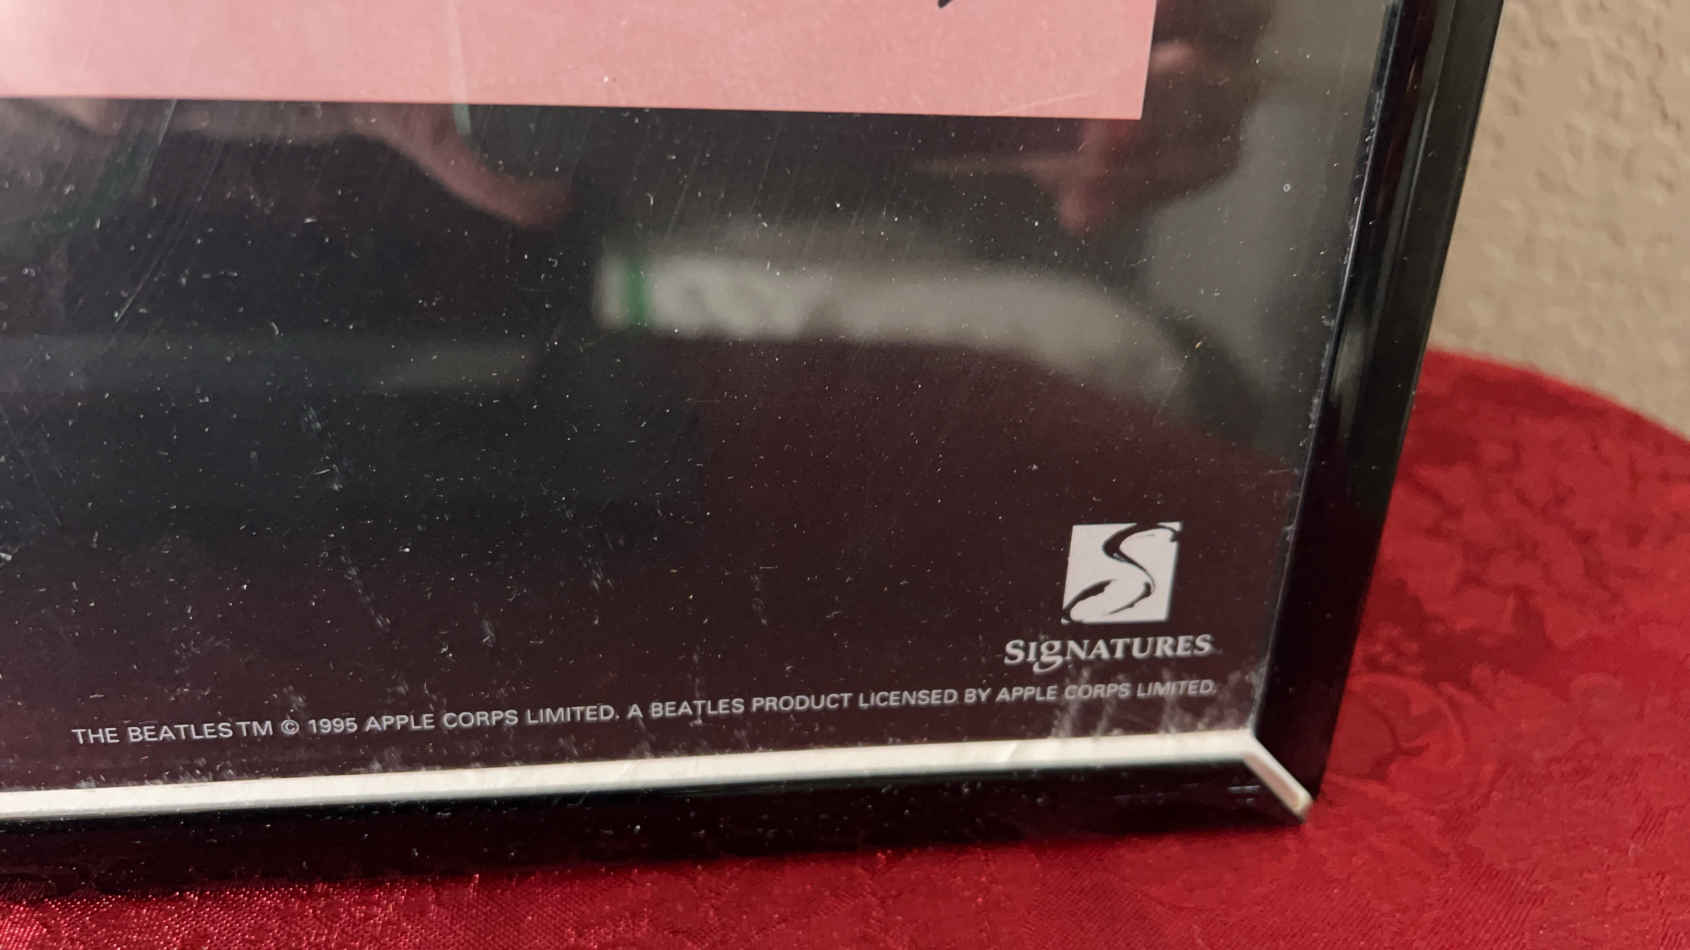 SIgNATURES
THE BEATLES TM © 1995 APPLE CORPS LIMITED. A BEATLES PRODUCT LICENSED BY APPLE CORPS LIMITED.